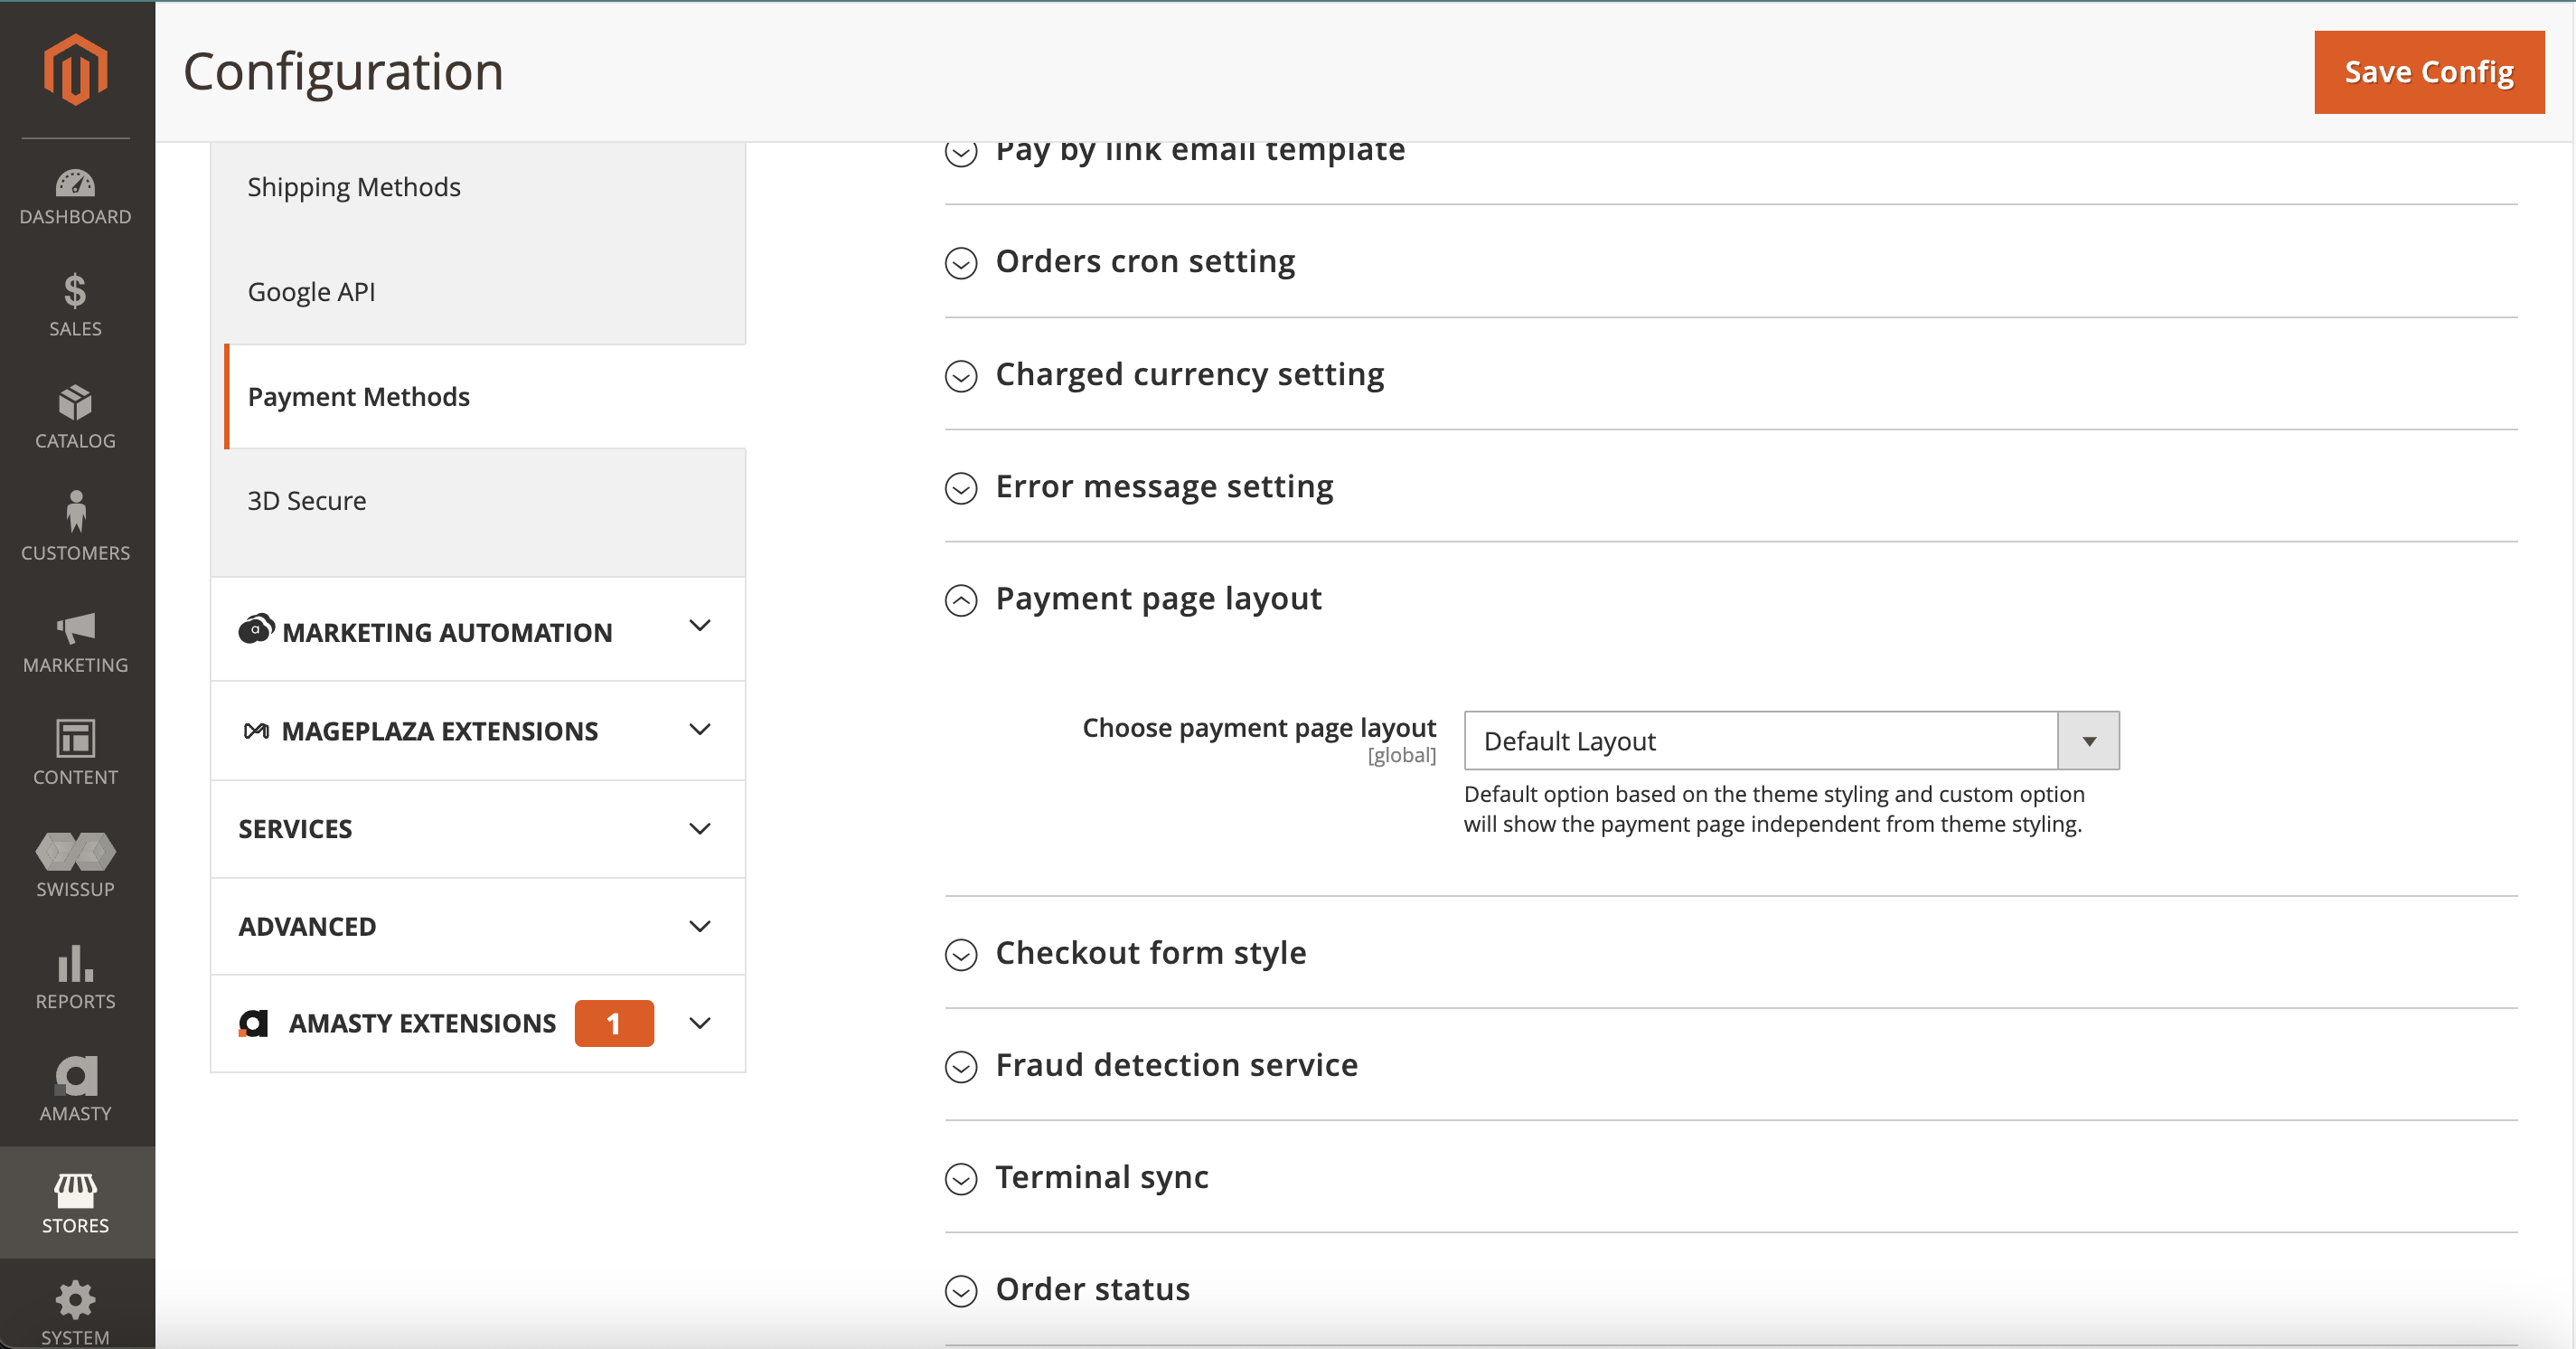 Configuration
Save Config
DASHBOARD
SALES
CATALOG
CUSTOMERS
MARKETING
CONTENT
SWISSUP
REPORTS
AMASTY
STORES
SYSTEM
Shipping Methods
Google API
Payment Methods
3D Secure
MARKETING AUTOMATION
MAGEPLAZA EXTENSIONS
SERVICES
ADVANCED
AMASTY EXTENSIONS 1
Pay by link email template
Orders cron setting
Charged currency setting
Error message setting
Payment page layout
Choose payment page layout
[global]
Default Layout
Default option based on the theme styling and custom option
will show the payment page independent from theme styling.
Checkout form style
Fraud detection service
Terminal sync
Order status